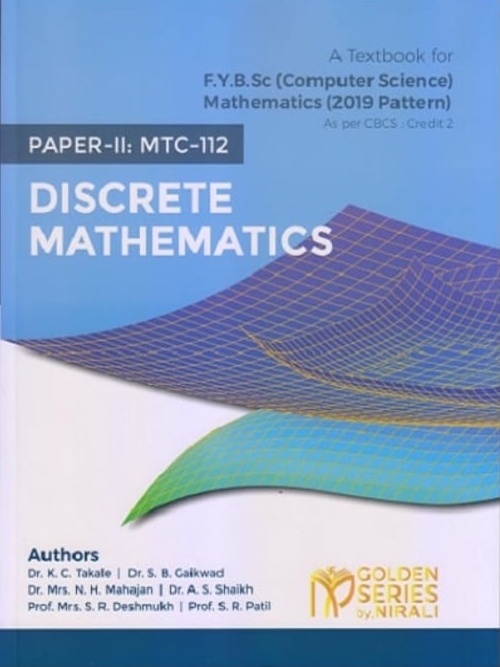 A Textbook for
F.Y.B.Sc (Computer Science)
Mathematics (2019 Pattern)
As per CBCS : Credit 2
PAPER-II: MTC-112
DISCRETE
MATHEMATICS
Authors
Dr. K. C. Takale | Dr. S. B. Gaikwad
Dr. Mrs. N. H. Mahajan | Dr. A. S. Shaikh
Prof. Mrs. S. R. Deshmukh | Prof. S. R. Patil
GOLDEN
SERIES
by, NIRALI